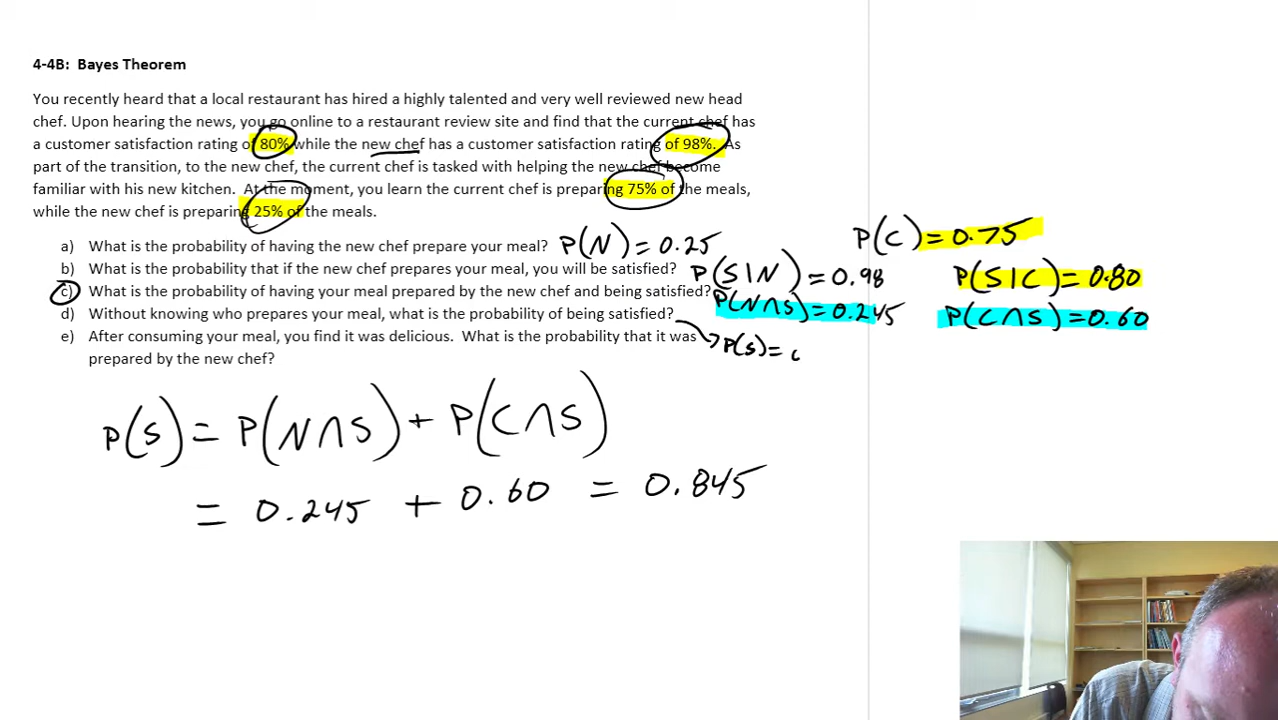 4-4B: Bayes Theorem
You recently heard that a local restaurant has hired a highly talented and very well reviewed new head
chef. Upon hearing the news, you go online to a restaurant review site and find that the current chef has
a customer satisfaction rating of 80% while the new chef has a customer satisfaction rating of 98%. As
part of the transition, to the new chef, the current chef is tasked with helping the new chef become
familiar with his new kitchen. At the moment, you learn the current chef is preparing 75% of the meals,
while the new chef is preparing 25% of the meals.
a) What is the probability of having the new chef prepare your meal? P(N) = 0.25
P(C) = 0.75
b) What is the probability that if the new chef prepares your meal, you will be satisfied? P(S|N) = 0.98
P(S|C) = 0.80
c) What is the probability of having your meal prepared by the new chef and being satisfied? P(N∩S) = 0.245
P(C∩S) = 0.60
d) Without knowing who prepares your meal, what is the probability of being satisfied?
e) After consuming your meal, you find it was delicious. What is the probability that it was
P(S) = 0
prepared by the new chef?
P(S) = P(N∩S) + P(C∩S)
= 0.245 + 0.60 = 0.845